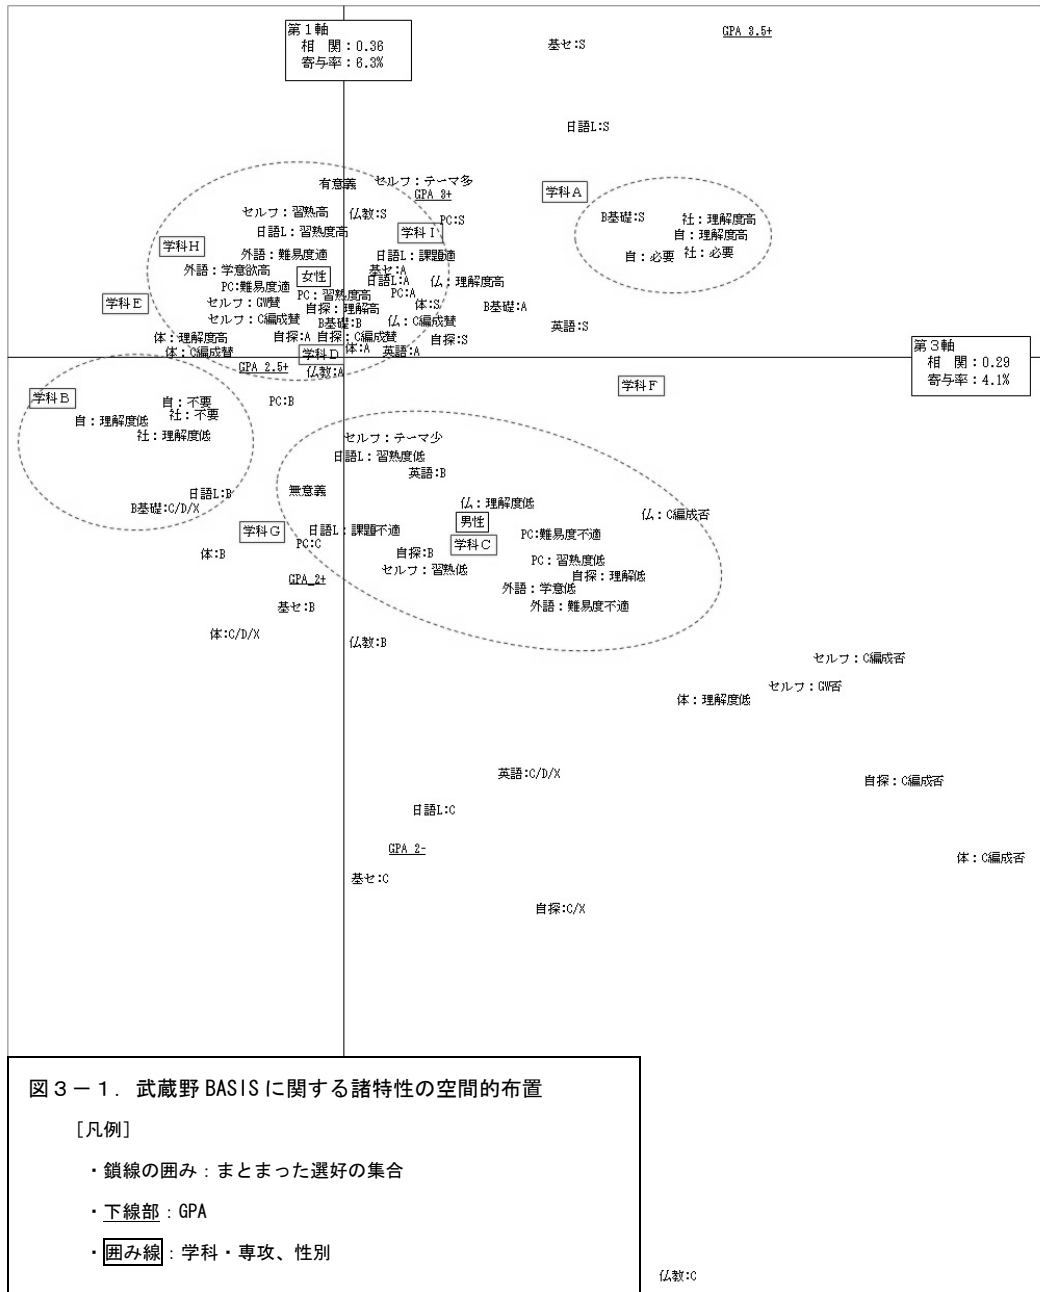 第1軸
相 関：0.36
寄与率：6.3%
GPA 3.5+
基セ:S
日語L:S
有意義
セルフ：テーマ多
GPA 3+
学科A
セルフ：習熟高
仏教:S
PC:S
B基礎:S
社：理解度高
日語L：習熟度高
学科I
自：理解度高
学科H
外語：難易度適
日語L：課題適
自：必要
社：必要
外語：学意欲高
女性
基セ:A
日語L:A
仏：理解度高
PC:難易度適
PC：習熟度高
PC:A
学科E
セルフ：GW賛
自探：理解高
体:S
B基礎:A
セルフ：C編成賛
B基礎:B
仏：C編成賛
英語:S
体：理解度高
自探:A
自探：C編成賛
自探:S
体：C編成賛
学科D
体:A
英語:A
第3軸
相 関：0.29
寄与率：4.1%
GPA 2.5+
仏教:A
学科F
学科B
自：不要
PC:B
社：不要
自：理解度低
社：理解度低
セルフ：テーマ少
日語L：習熟度低
英語:B
日語L:B
無意義
B基礎:C/D/X
仏：理解度低
仏：C編成否
男性
学科G
日語L：課題不適
PC:難易度不適
PC:C
学科C
体:B
自探:B
PC：習熟度低
セルフ：習熟低
自探：理解低
GPA 2+
外語：学意低
基セ:B
外語：難易度不適
体:C/D/X
仏教:B
セルフ：C編成否
セルフ：GW否
体：理解度低
英語:C/D/X
自探：C編成否
日語L:C
GPA 2-
体：C編成否
基セ:C
自探:C/X
図3－1．武蔵野 BASIS に関する諸特性の空間的布置
［凡例］
・鎖線の囲み：まとまった選好の集合
・下線部：GPA
・囲み線：学科・専攻、性別
仏教:C